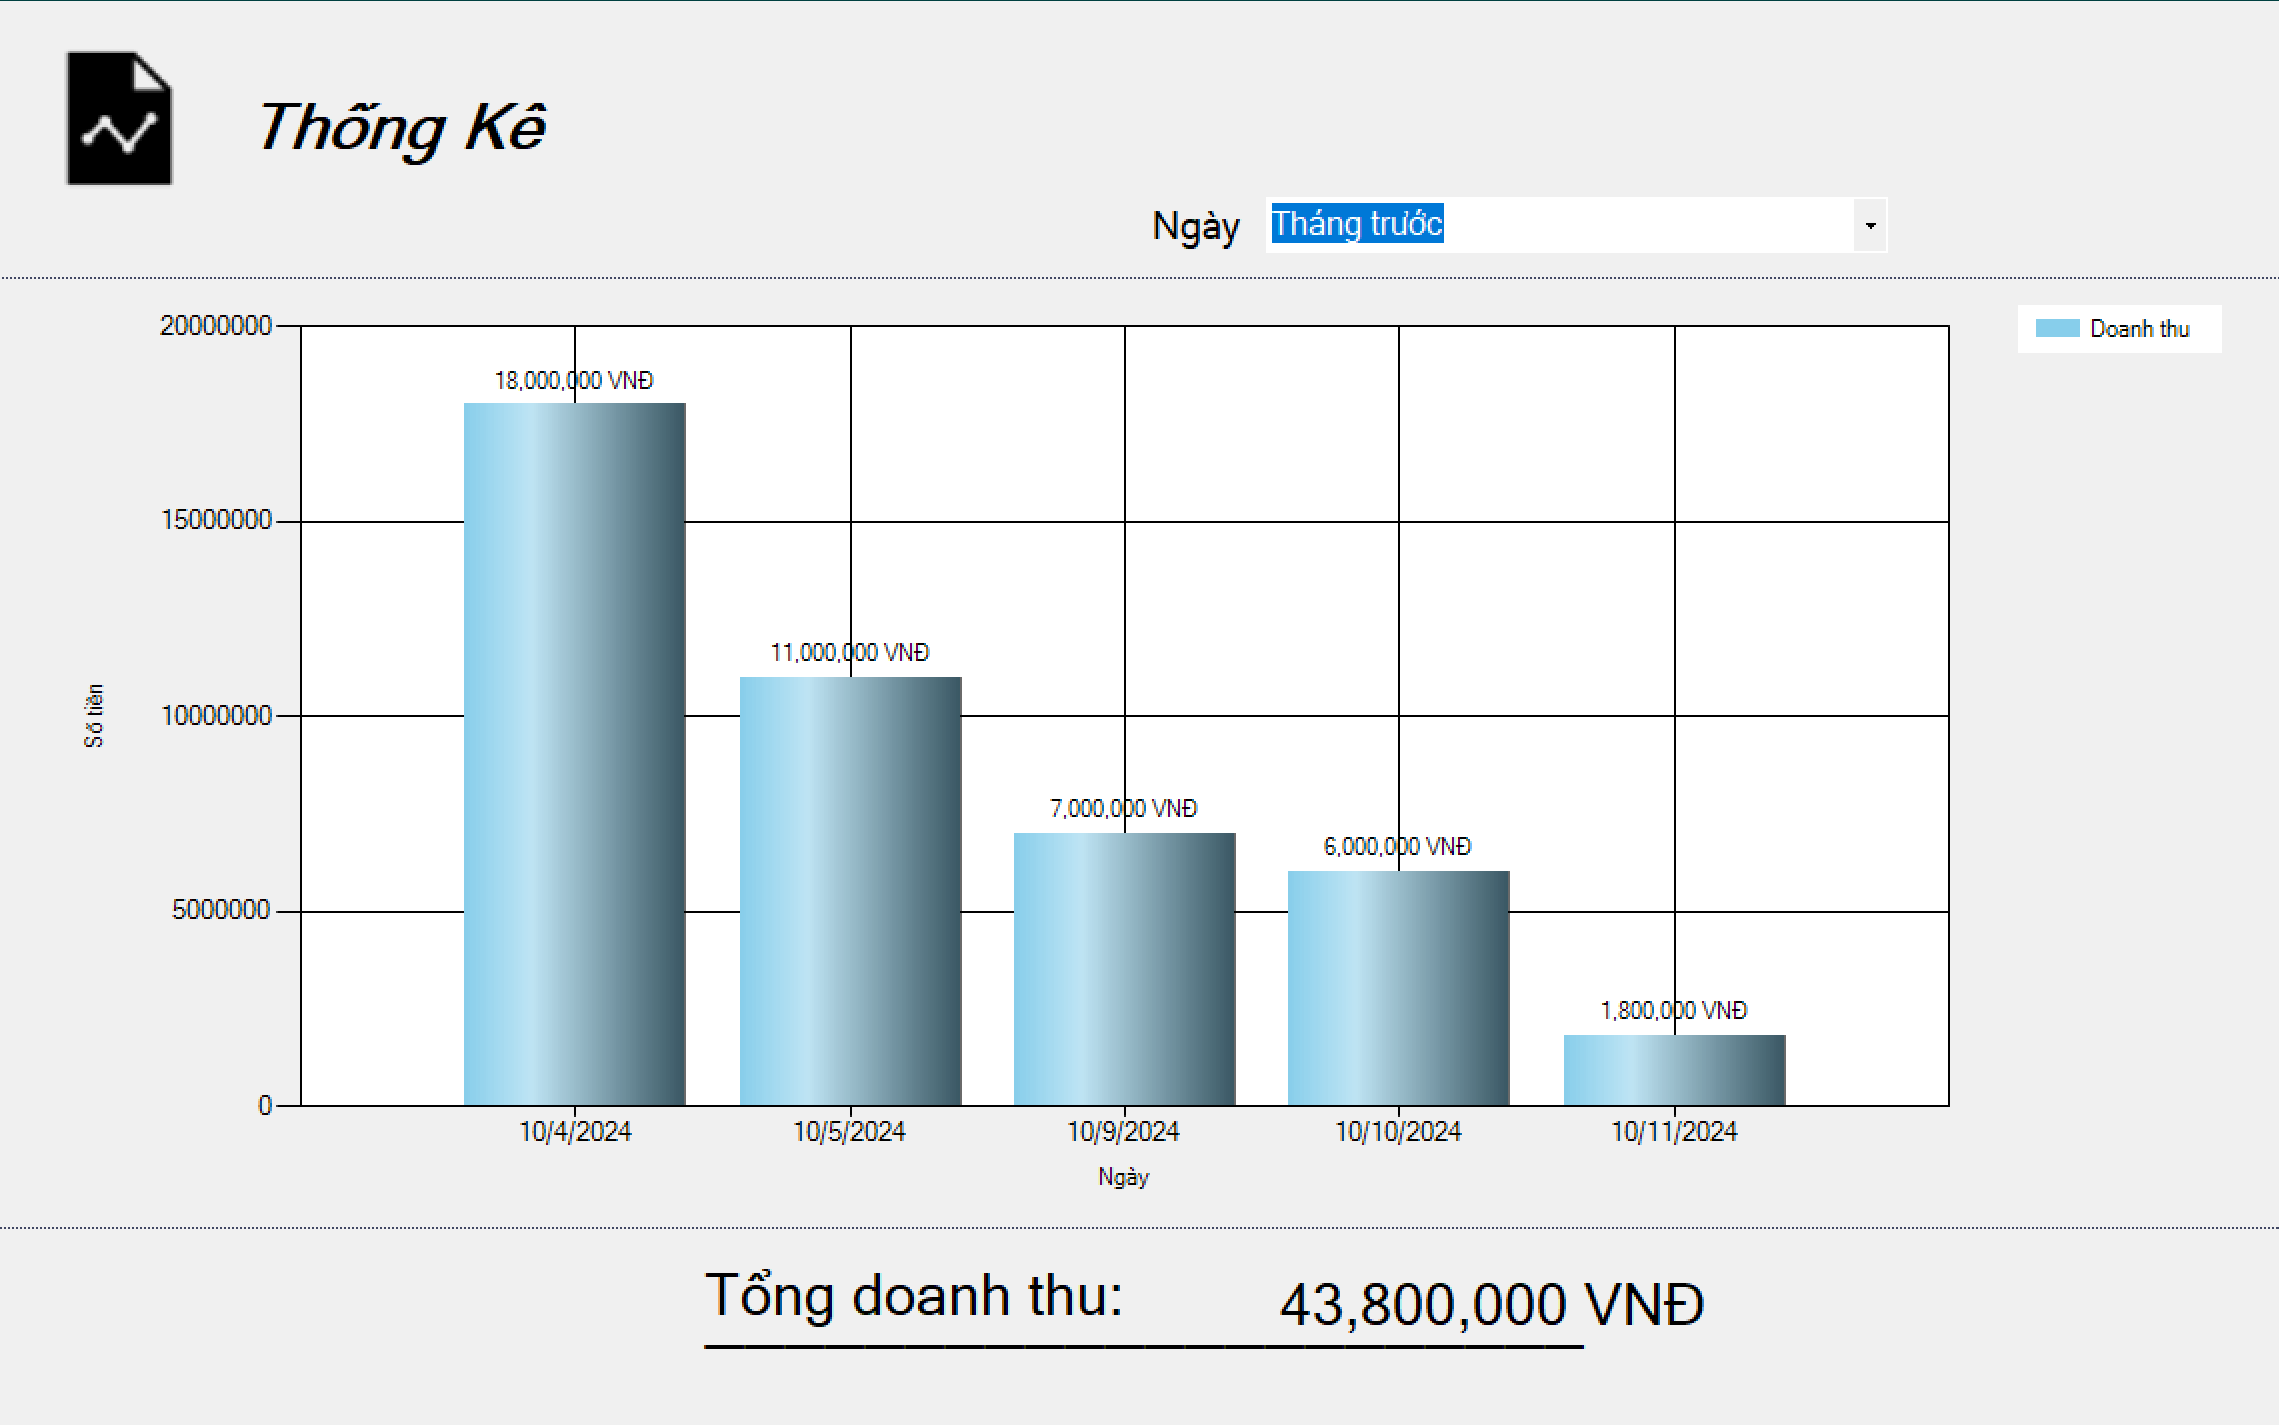 Thống Kê
Ngày Tháng trước
Doanh thu
20000000
15000000
10000000
5000000
0
Số tiền
18,000,000 VNĐ
11,000,000 VNĐ
7,000,000 VNĐ
6,000,000 VNĐ
1,800,000 VNĐ
10/4/2024 10/5/2024 10/9/2024 10/10/2024 10/11/2024
Ngày
Tổng doanh thu: 43,800,000 VNĐ